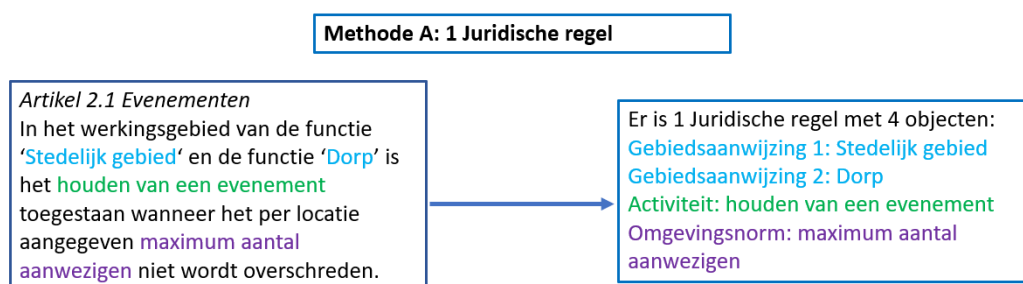 Methode A: 1 Juridische regel
Artikel 2.1 Evenementen
In het werkingsgebied van de functie
‘Stedelijk gebied‘ en de functie ‘Dorp’ is
het houden van een evenement
toegestaan wanneer het per locatie
aangegeven maximum aantal
aanwezigen niet wordt overschreden.
Er is 1 Juridische regel met 4 objecten:
Gebiedsaanwijzing 1: Stedelijk gebied
Gebiedsaanwijzing 2: Dorp
Activiteit: houden van een evenement
Omgevingsnorm: maximum aantal
aanwezigen